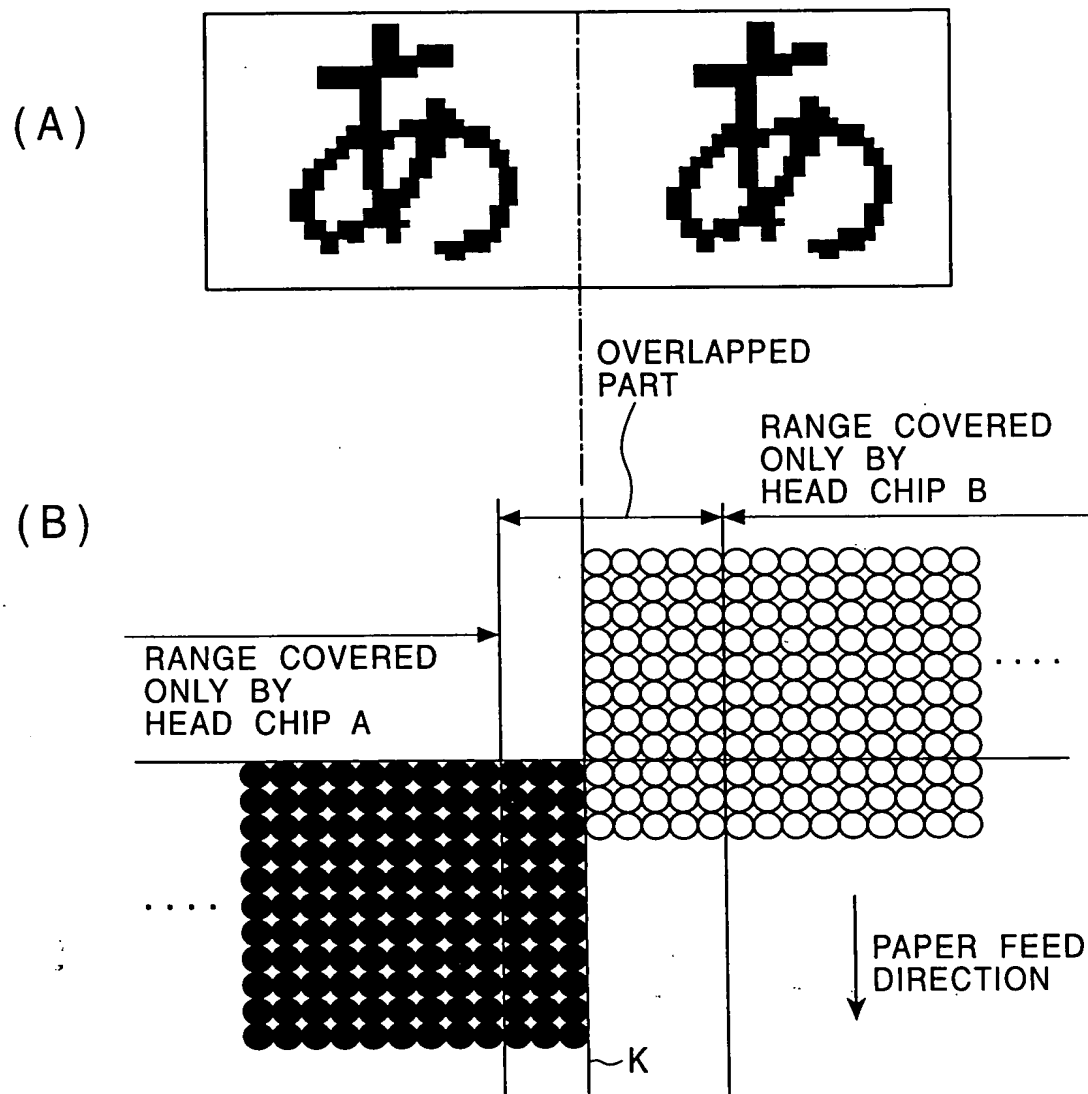 (A)
ああ
OVERLAPPED
PART
RANGE COVERED
ONLY BY
HEAD CHIP B
(B)
RANGE COVERED
ONLY BY
HEAD CHIP A
. . . .
. . . .
PAPER FEED
DIRECTION
K